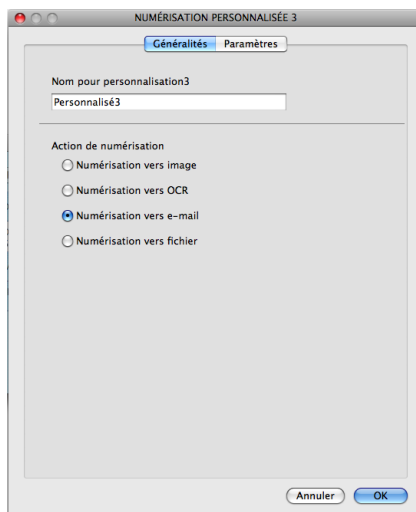 NUMÉRISATION PERSONNALISÉE 3
Généralités Paramètres
Nom pour personnalisation3
Personnalisé3
Action de numérisation
Numérisation vers image
Numérisation vers OCR
Numérisation vers e-mail
Numérisation vers fichier
Annuler OK